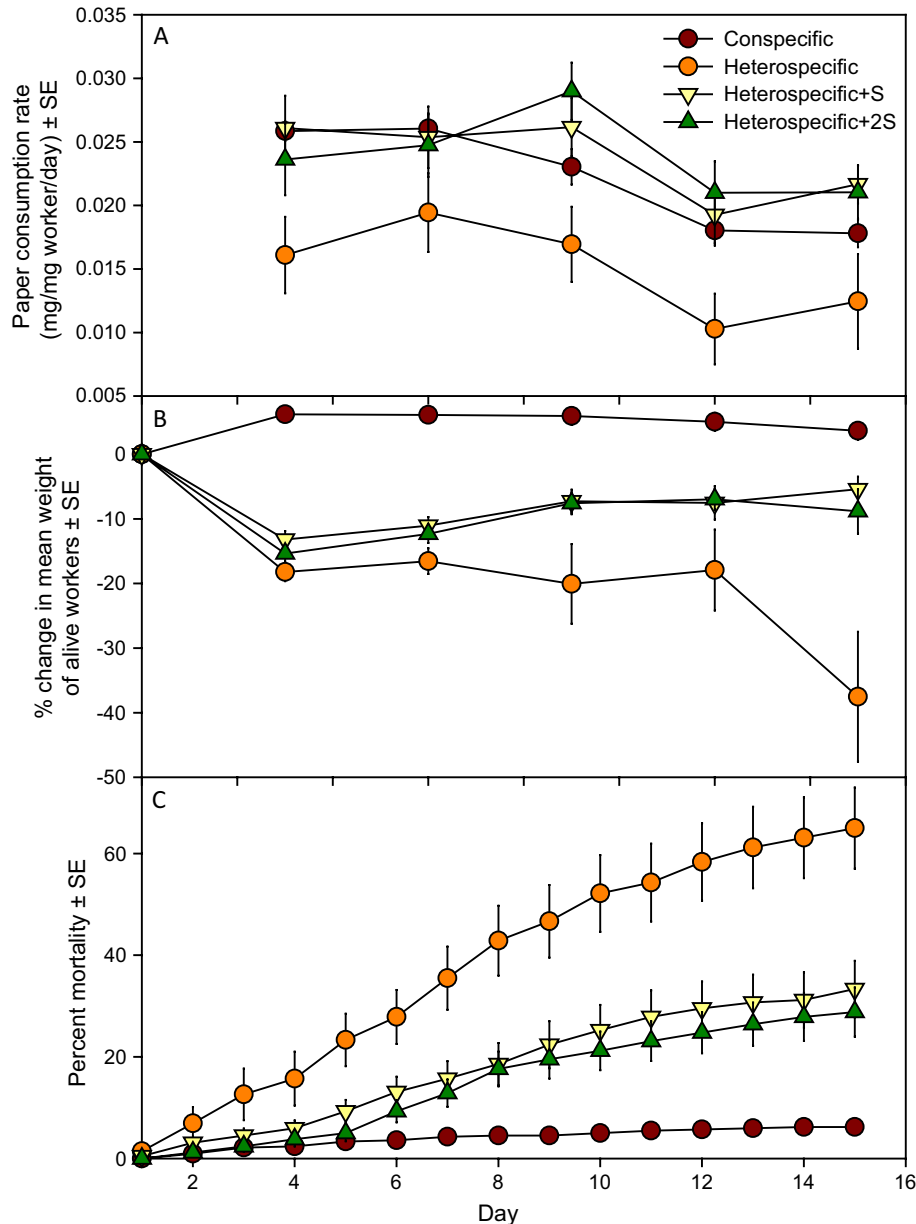 A
Conspecific
Heterospecific
Heterospecific+S
Heterospecific+2S
Paper consumption rate
(mg/mg worker/day) ± SE
0.035
0.030
0.025
0.020
0.015
0.010
0.005
B
% change in mean weight
of alive workers ± SE
0
-10
-20
-30
-40
-50
C
Percent mortality ± SE
60
40
20
0
2 4 6 8 10 12 14 16
Day